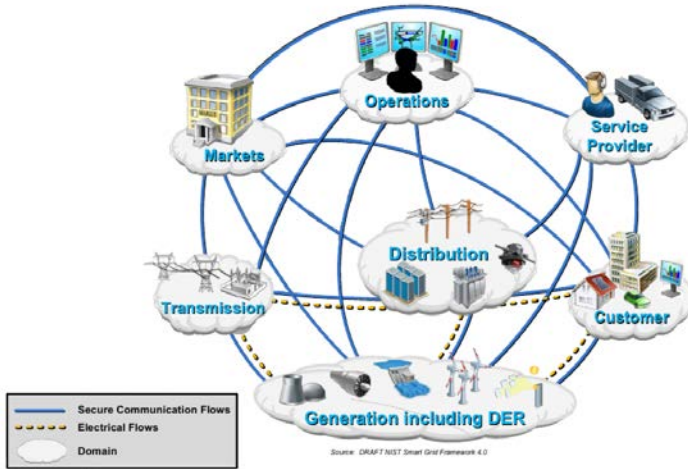 Operations
Markets
Service
Provider
Distribution
Transmission
Customer
Generation including DER
Secure Communication Flows
Electrical Flows
Domain
Source: DRAFT NIST Smart Grid Framework 4.0